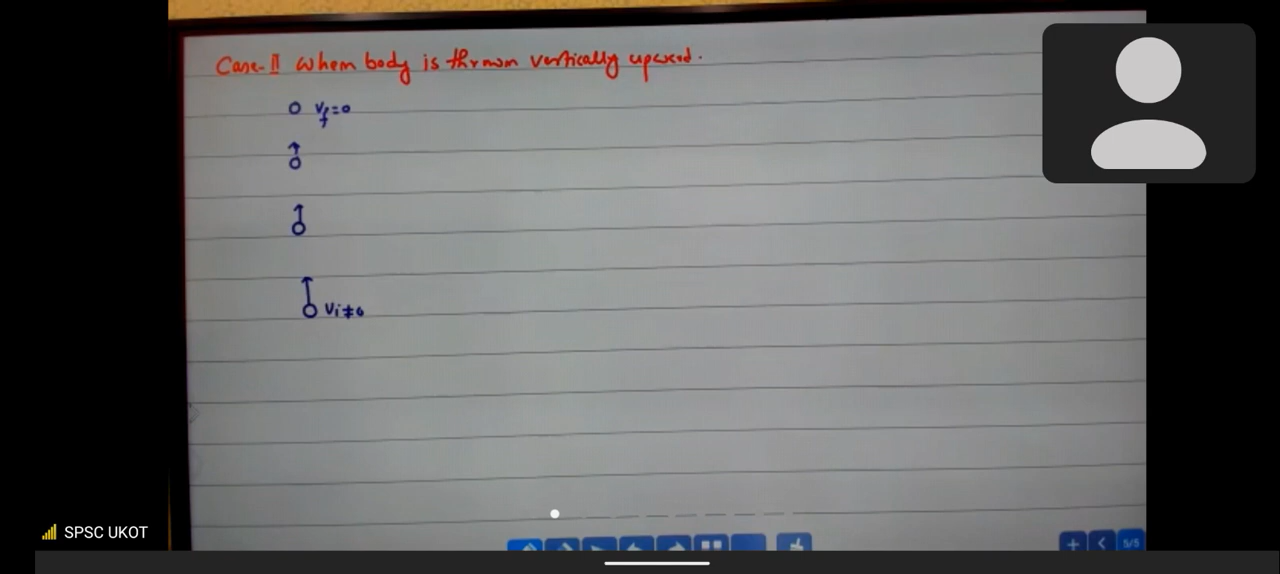 Case-II When body is thrown vertically upward.
Vf=0
Vi≠0
SPSC UKOT
5/5